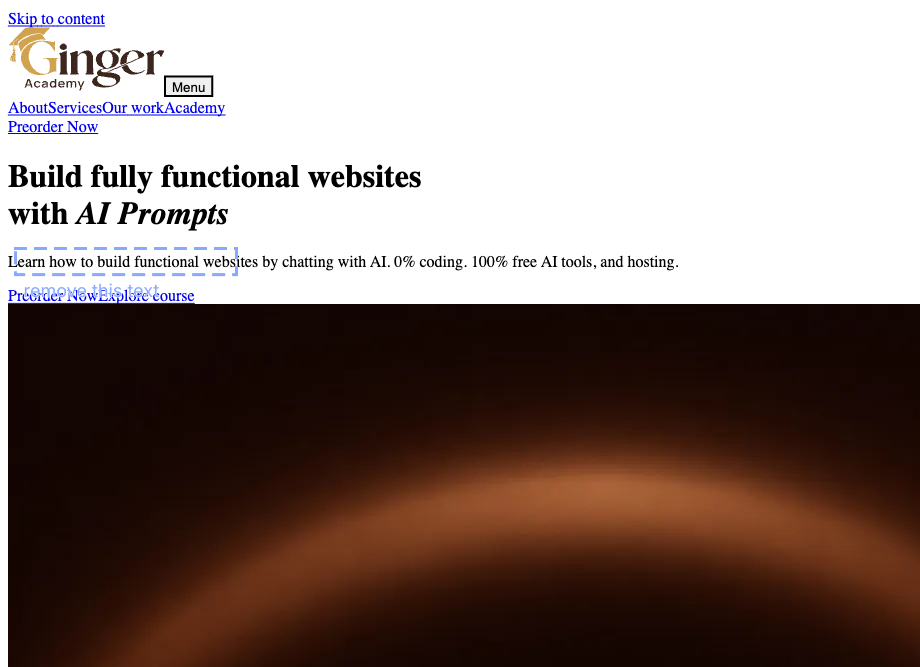 Skip to content
Ginger
Academy
Menu
AboutServicesOur workAcademy
Preorder Now
Build fully functional websites
with AI Prompts
Learn how to build functional websites by chatting with AI. 0% coding. 100% free AI tools, and hosting.
remove this text
Preorder NowExplore course